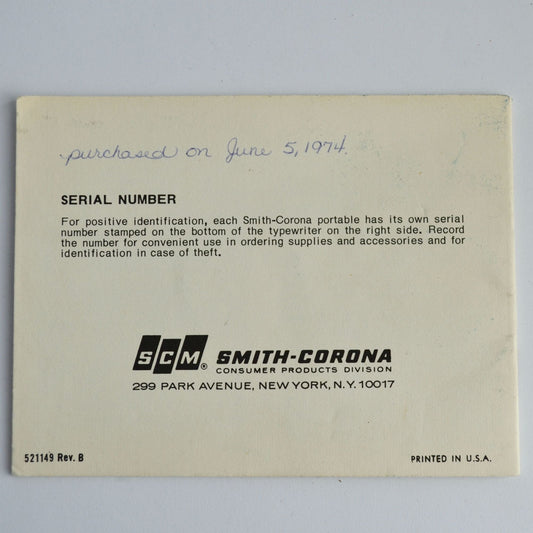 purchased on June 5, 1974.
SERIAL NUMBER
For positive identification, each Smith-Corona portable has its own serial
number stamped on the bottom of the typewriter on the right side. Record
the number for convenient use in ordering supplies and accessories and for
identification in case of theft.
SCM® SMITH-CORONA
CONSUMER PRODUCTS DIVISION
299 PARK AVENUE, NEW YORK, N.Y. 10017
521149 Rev. B
PRINTED IN U.S.A.